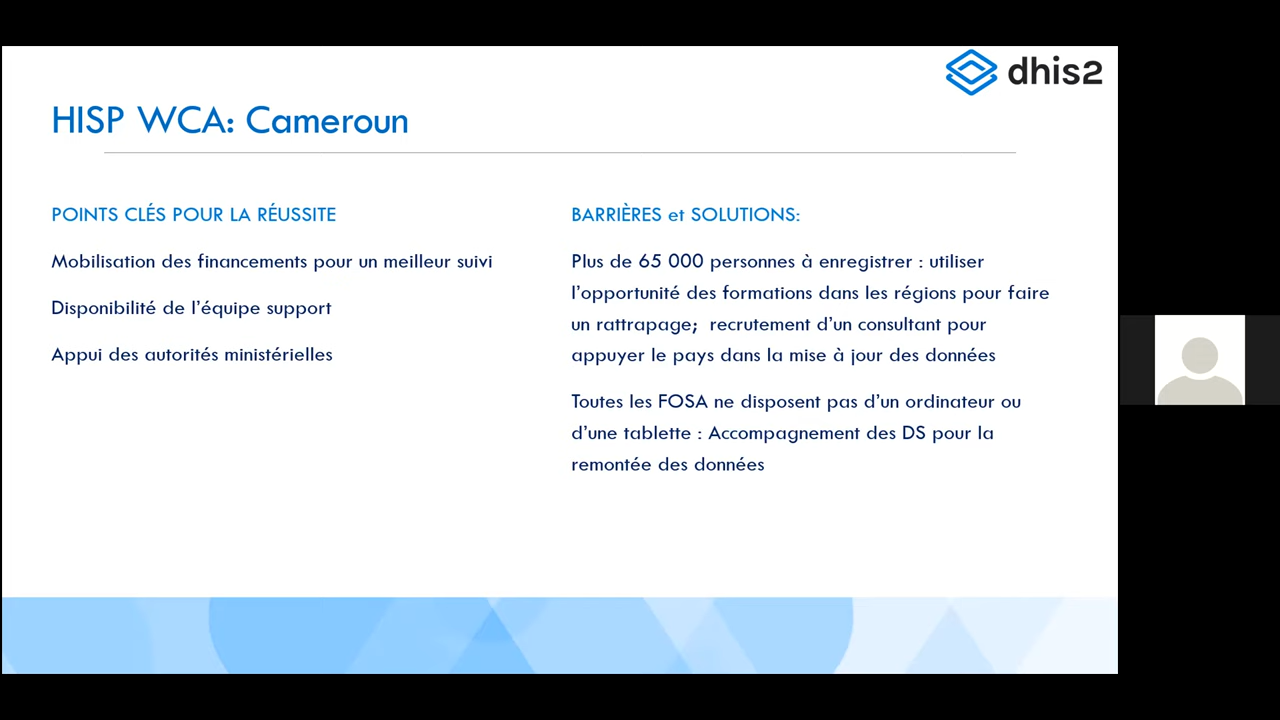 dhis2
HISP WCA: Cameroun
POINTS CLÉS POUR LA RÉUSSITE
Mobilisation des financements pour un meilleur suivi
Disponibilité de l'équipe support
Appui des autorités ministérielles
BARRIÈRES et SOLUTIONS:
Plus de 65 000 personnes à enregistrer : utiliser
l'opportunité des formations dans les régions pour faire
un rattrapage;  recrutement d'un consultant pour
appuyer le pays dans la mise à jour des données
Toutes les FOSA ne disposent pas d'un ordinateur ou
d'une tablette : Accompagnement des DS pour la
remontée des données